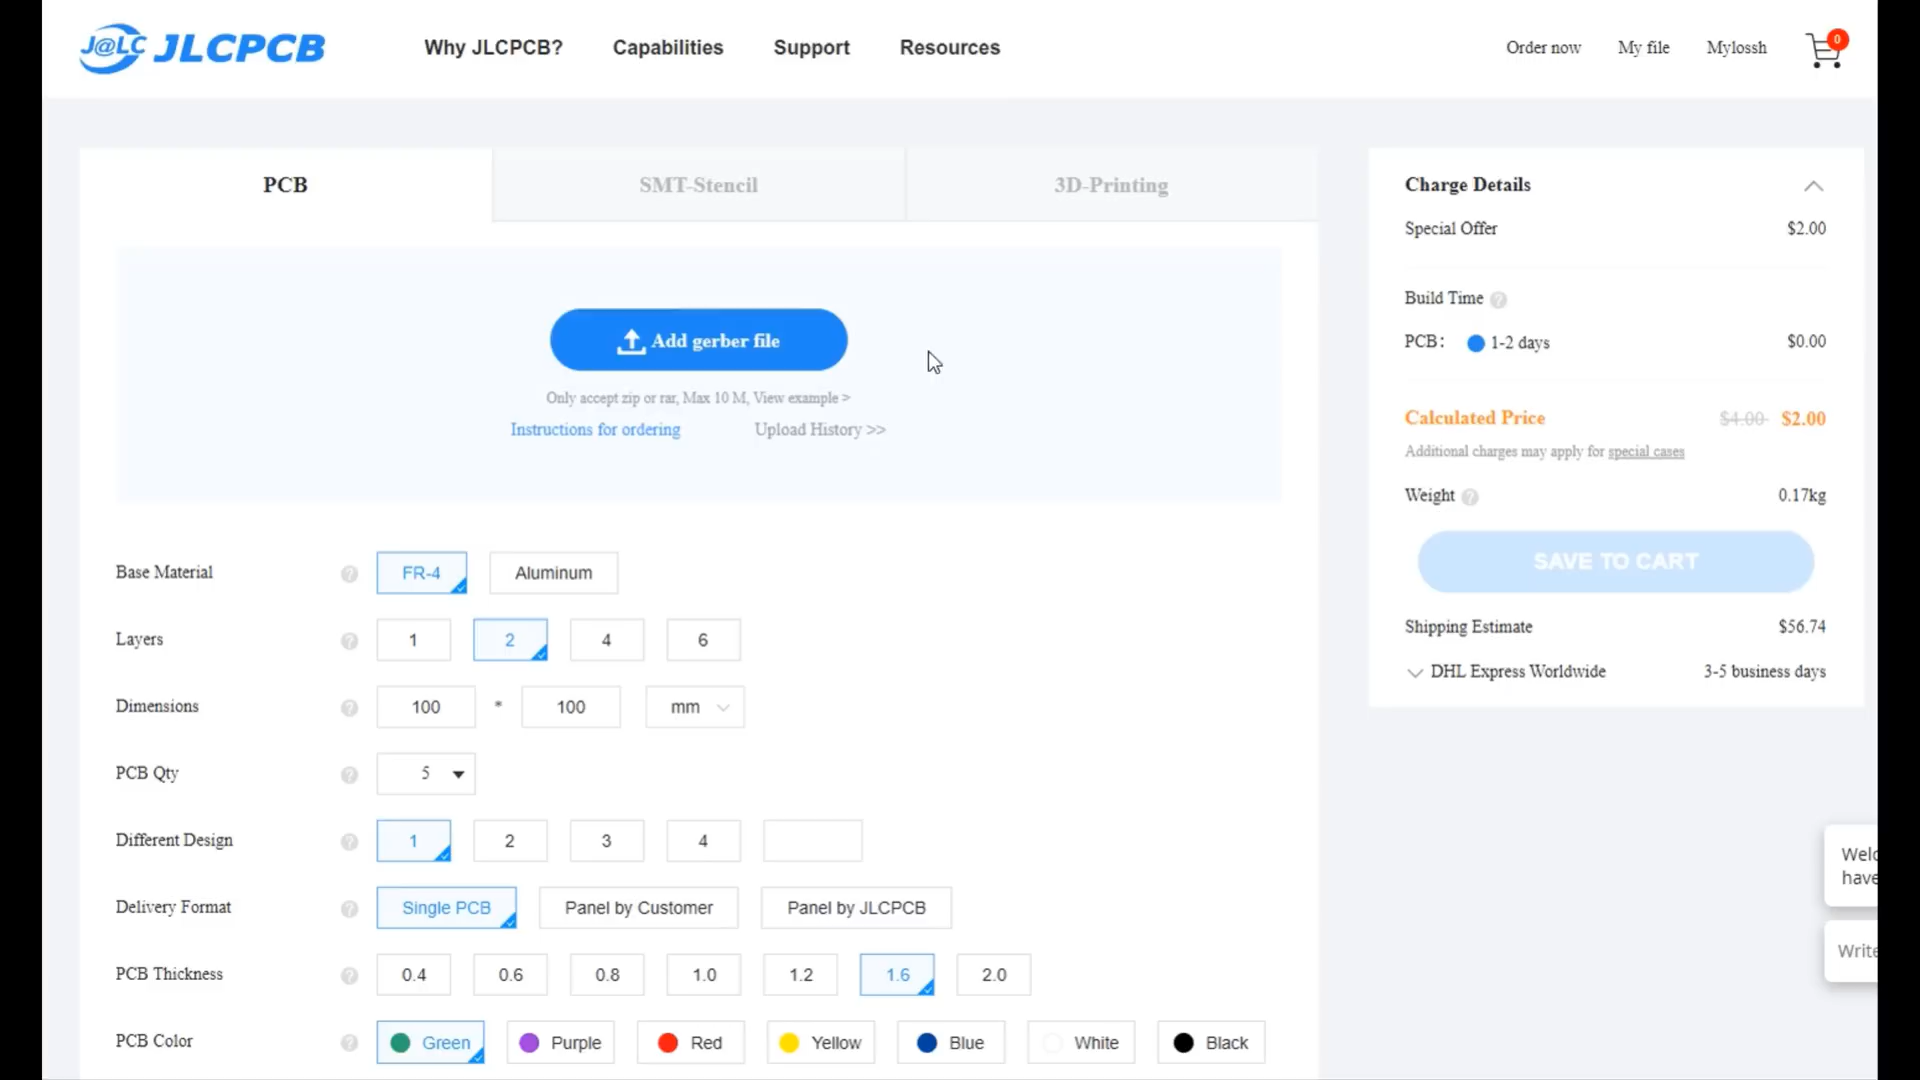 J@LC JLCPCB
Why JLCPCB?
Capabilities
Support
Resources
Order now
My file
Mylossh
0
PCB
SMT-Stencil
3D-Printing
Add gerber file
Only accept zip or rar, Max 10 M, View example >
Instructions for ordering
Upload History >>
Base Material ? FR-4 Aluminum
Layers ? 1 2 4 6
Dimensions ? 100 * 100 mm
PCB Qty ? 5
Different Design ? 1 2 3 4
Delivery Format ? Single PCB Panel by Customer Panel by JLCPCB
PCB Thickness ? 0.4 0.6 0.8 1.0 1.2 1.6 2.0
PCB Color ? Green Purple Red Yellow Blue White Black
Charge Details
Special Offer $2.00
Build Time ?
PCB: 1-2 days $0.00
Calculated Price $4.00 $2.00
Additional charges may apply for special cases
Weight ? 0.17kg
SAVE TO CART
Shipping Estimate $56.74
DHL Express Worldwide 3-5 business days
have
Write